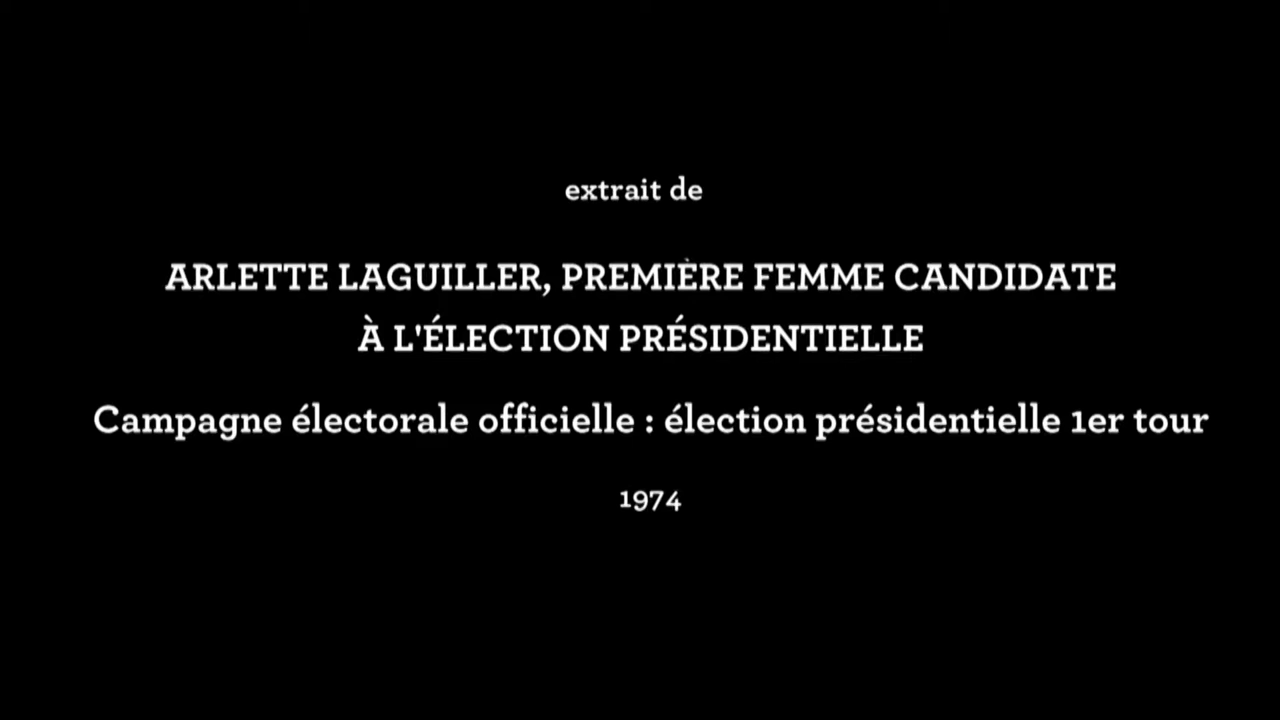 extrait de
ARLETTE LAGUILLER, PREMIÈRE FEMME CANDIDATE
À L'ÉLECTION PRÉSIDENTIELLE
Campagne électorale officielle : élection présidentielle 1er tour
1974